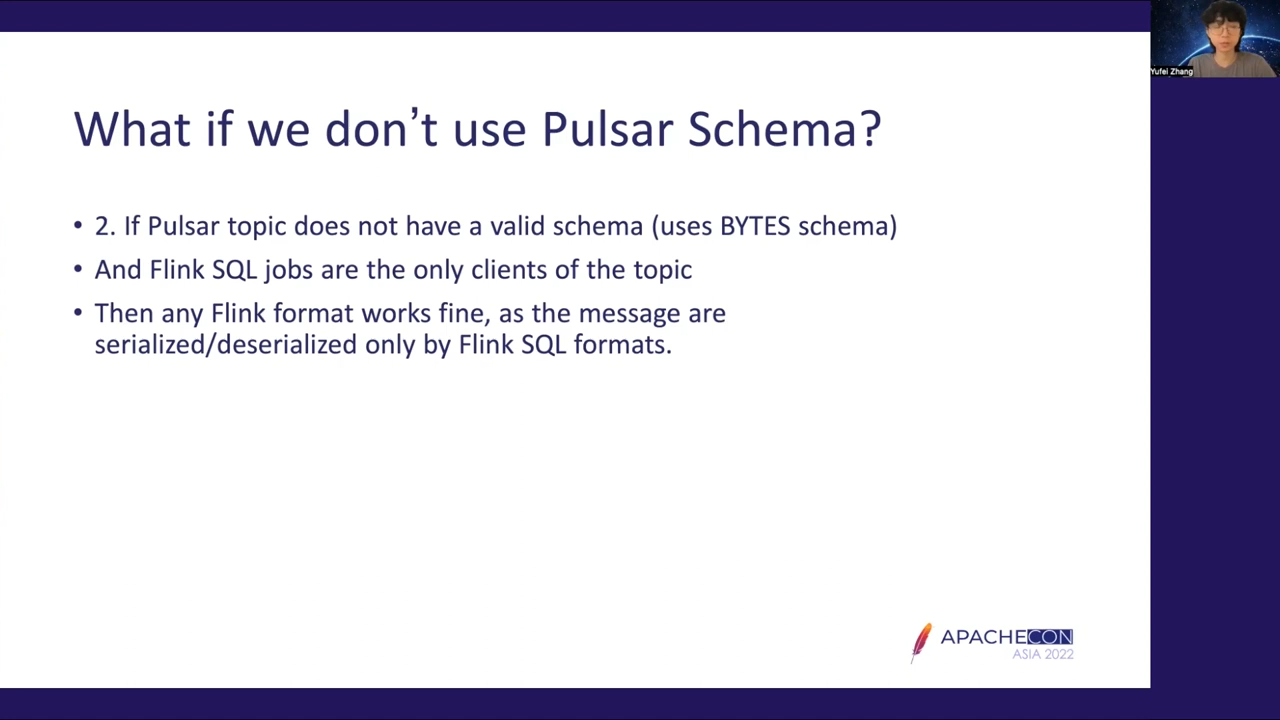 Yufei Zhang
What if we don’t use Pulsar Schema?
• 2. If Pulsar topic does not have a valid schema (uses BYTES schema)
• And Flink SQL jobs are the only clients of the topic
• Then any Flink format works fine, as the message are
serialized/deserialized only by Flink SQL formats.
APACHECON
ASIA 2022